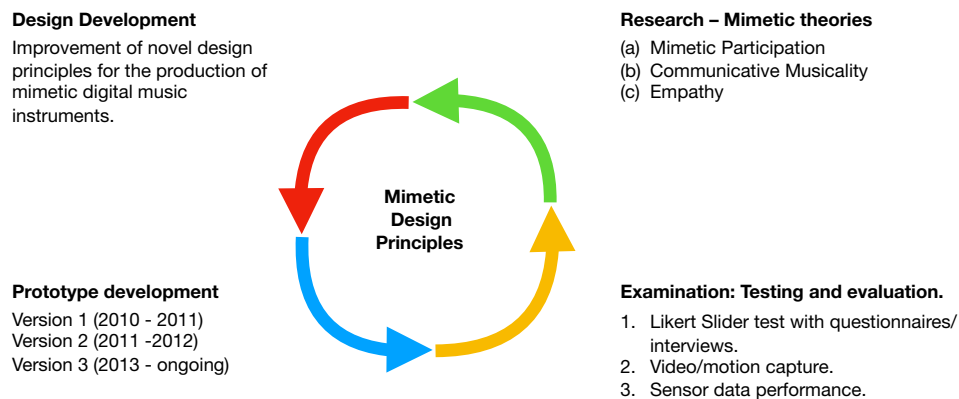 Design Development
Improvement of novel design
principles for the production of
mimetic digital music
instruments.
Research – Mimetic theories
(a) Mimetic Participation
(b) Communicative Musicality
(c) Empathy
Mimetic
Design
Principles
Prototype development
Version 1 (2010 - 2011)
Version 2 (2011 -2012)
Version 3 (2013 - ongoing)
Examination: Testing and evaluation.
1. Likert Slider test with questionnaires/
interviews.
2. Video/motion capture.
3. Sensor data performance.